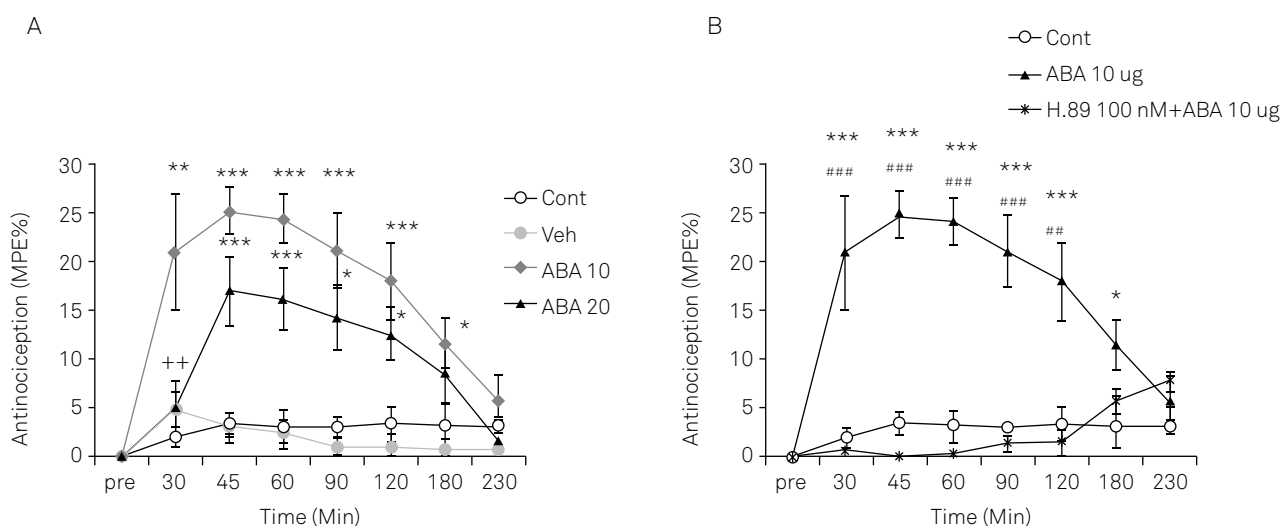 A
30
25
20
15
10
5
0
Antinociception (MPE%)
** *** *** ***
***
*** ***
*
*
*
++
pre 30 45 60 90 120 180 230
Time (Min)
Cont
Veh
ABA 10
ABA 20
B
Cont
ABA 10 ug
H.89 100 nM+ABA 10 ug
30
25
20
15
10
5
0
Antinociception (MPE%)
*** *** *** *** ***
### ### ### ### ##
*
pre 30 45 60 90 120 180 230
Time (Min)